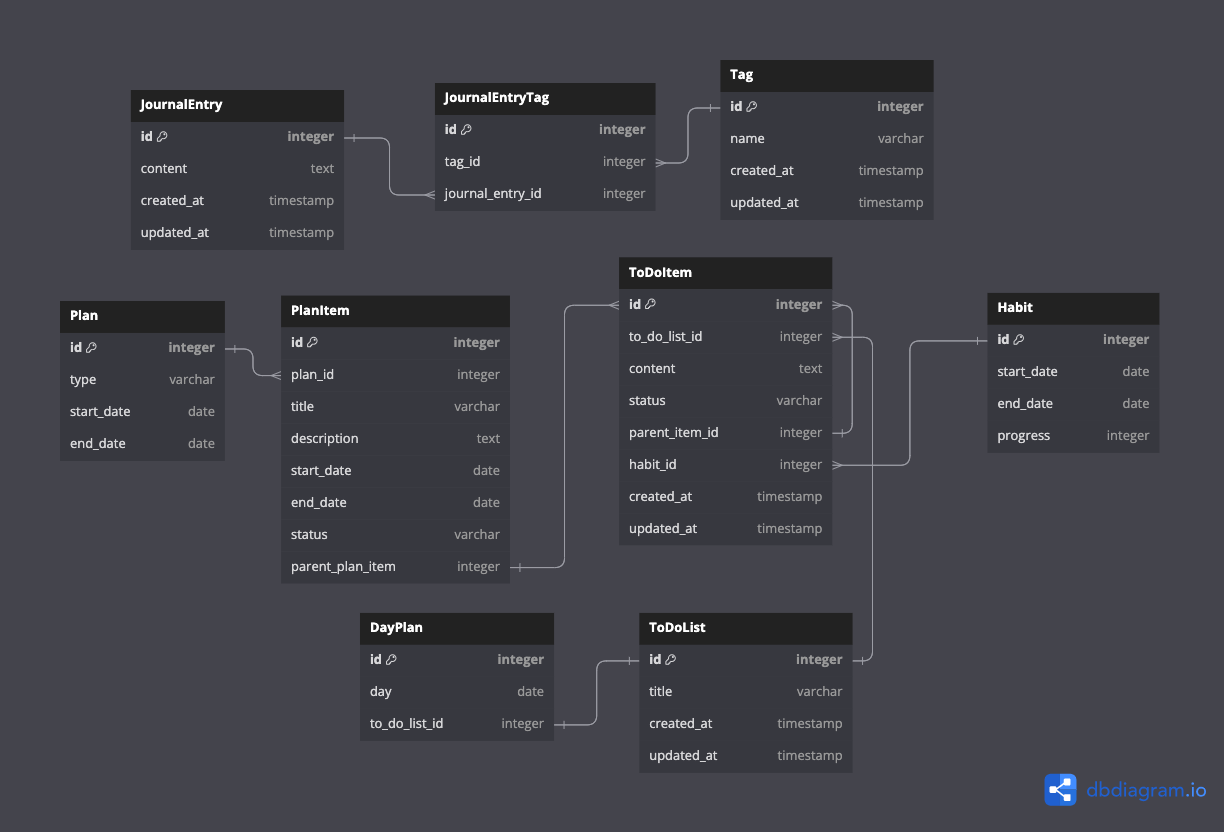 JournalEntry
id integer
content text
created_at timestamp
updated_at timestamp
JournalEntryTag
id integer
tag_id integer
journal_entry_id integer
Tag
id integer
name varchar
created_at timestamp
updated_at timestamp
Plan
id integer
type varchar
start_date date
end_date date
PlanItem
id integer
plan_id integer
title varchar
description text
start_date date
end_date date
status varchar
parent_plan_item integer
ToDoItem
id integer
to_do_list_id integer
content text
status varchar
parent_item_id integer
habit_id integer
created_at timestamp
updated_at timestamp
Habit
id integer
start_date date
end_date date
progress integer
DayPlan
id integer
day date
to_do_list_id integer
ToDoList
id integer
title varchar
created_at timestamp
updated_at timestamp
dbdiagram.io